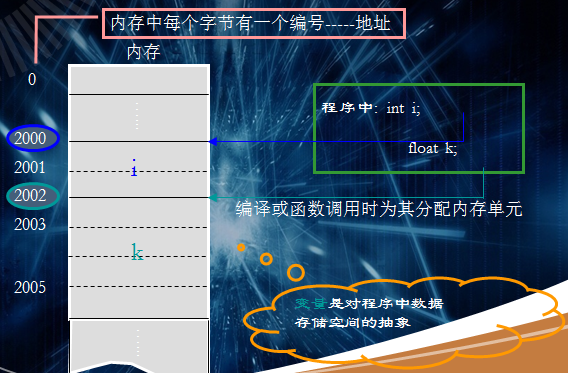 内存中每个字节有一个编号-----地址
内存
0
程序中: int i;
float k;
2000
2001
i
2002
2003
编译或函数调用时为其分配内存单元
k
2005
变量是对程序中数据
存储空间的抽象